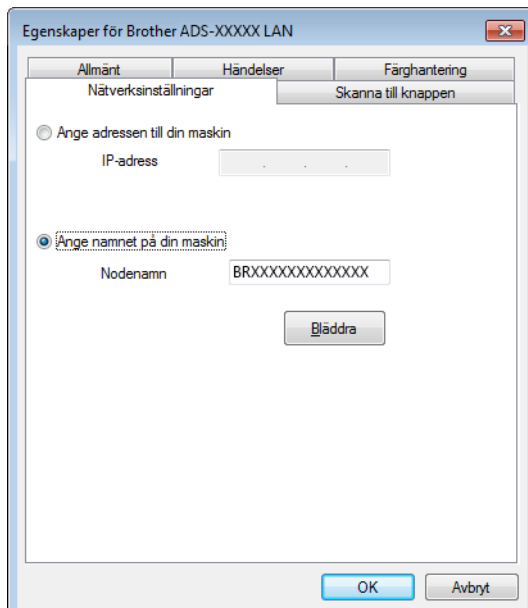 Egenskaper för Brother ADS-XXXXX LAN
Allmänt Händelser Färghantering
Nätverksinställningar Skanna till knappen
Ange adressen till din maskin
IP-adress . . .
Ange namnet på din maskin
Nodenamn BRXXXXXXXXXXXXX
Bläddra
OK Avbryt